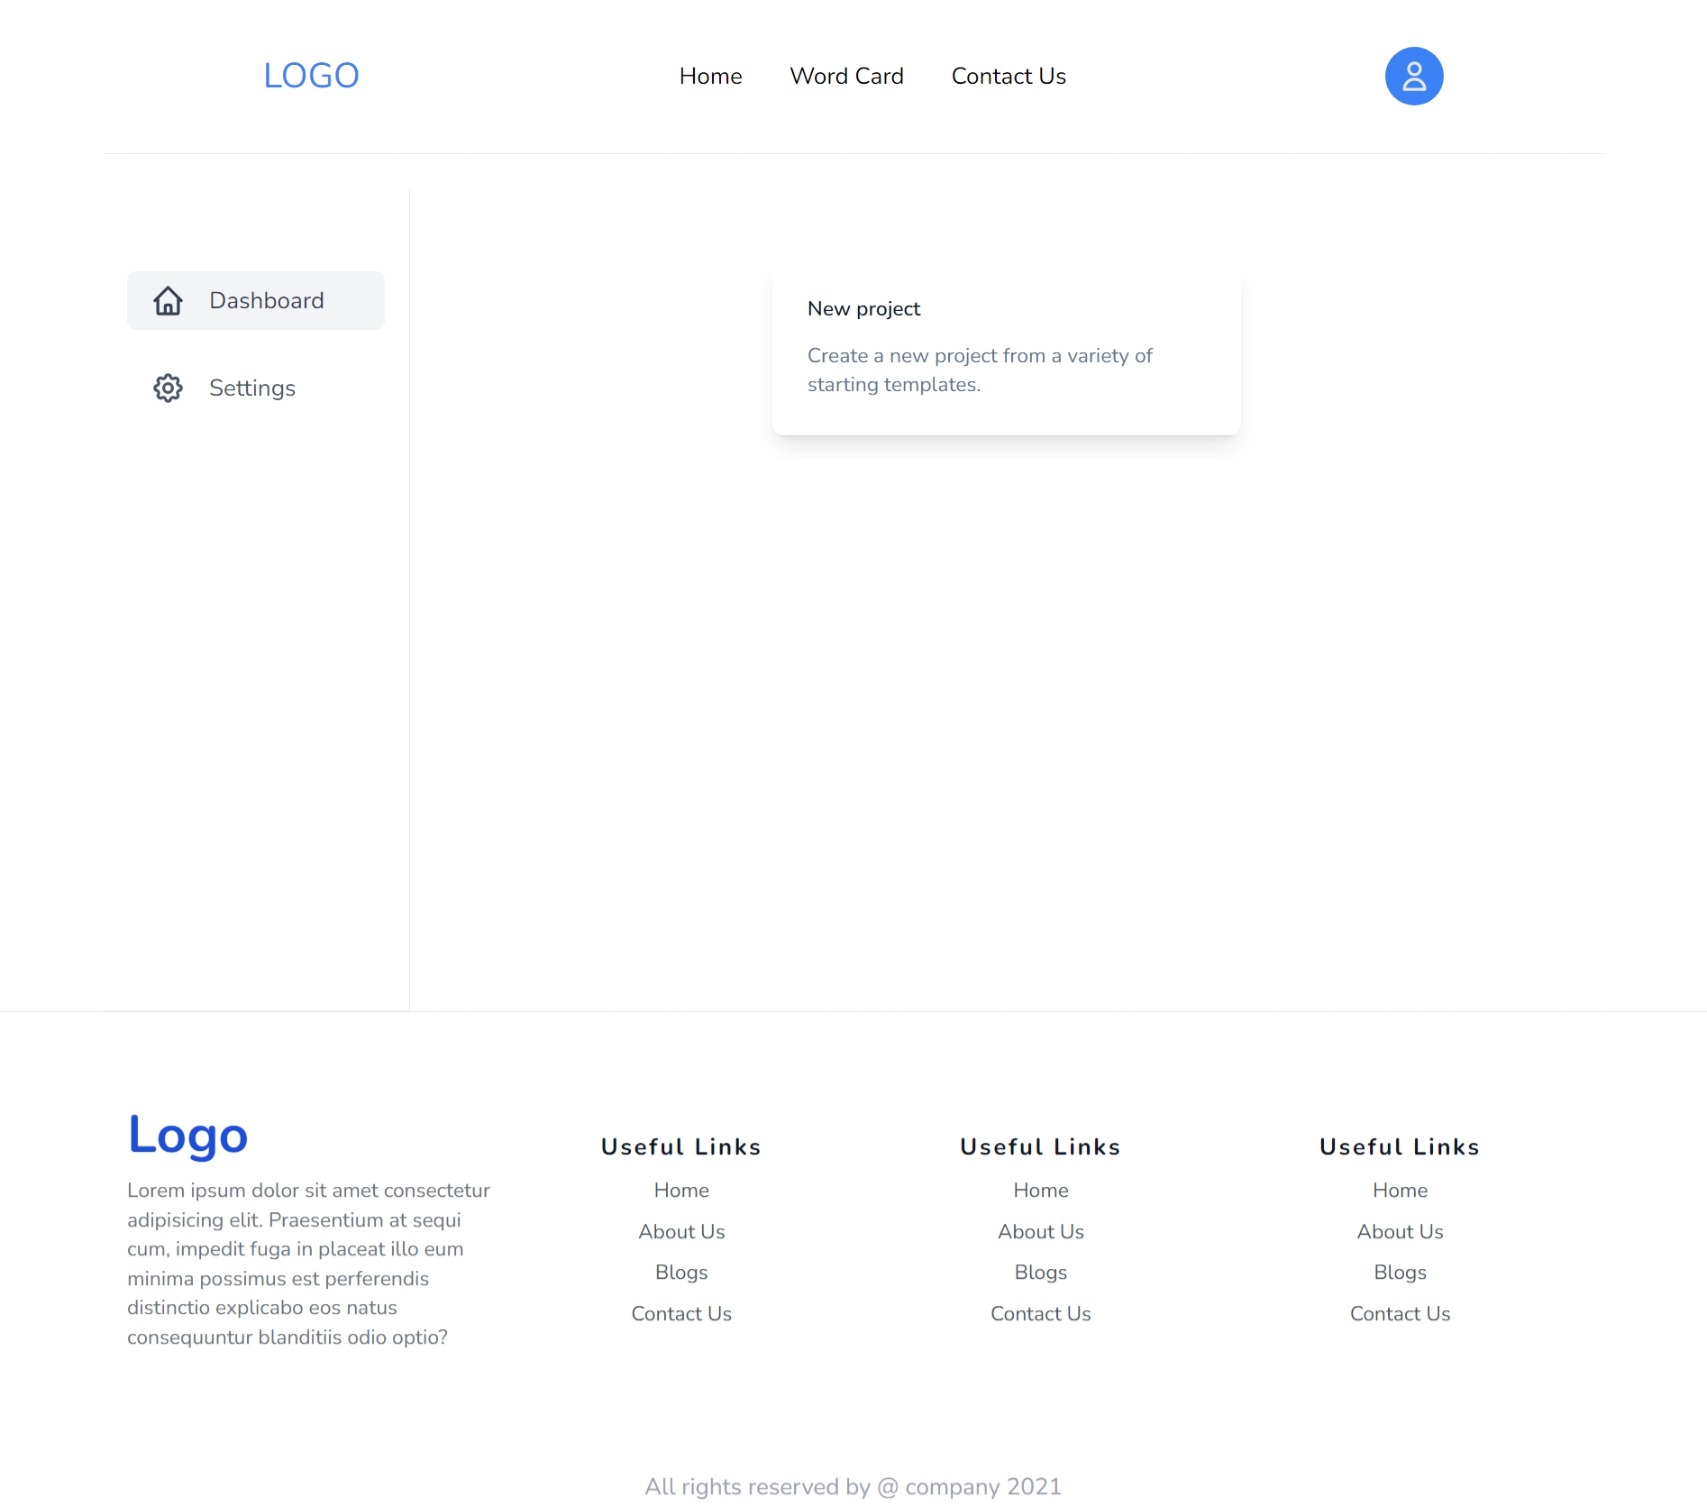 LOGO
Home
Word Card
Contact Us
Dashboard
Settings
New project
Create a new project from a variety of
starting templates.
Logo
Lorem ipsum dolor sit amet consectetur
adipisicing elit. Praesentium at sequi
cum, impedit fuga in placeat illo eum
minima possimus est perferendis
distinctio explicabo eos natus
consequuntur blanditiis odio optio?
Useful Links
Home
About Us
Blogs
Contact Us
Useful Links
Home
About Us
Blogs
Contact Us
Useful Links
Home
About Us
Blogs
Contact Us
All rights reserved by @ company 2021